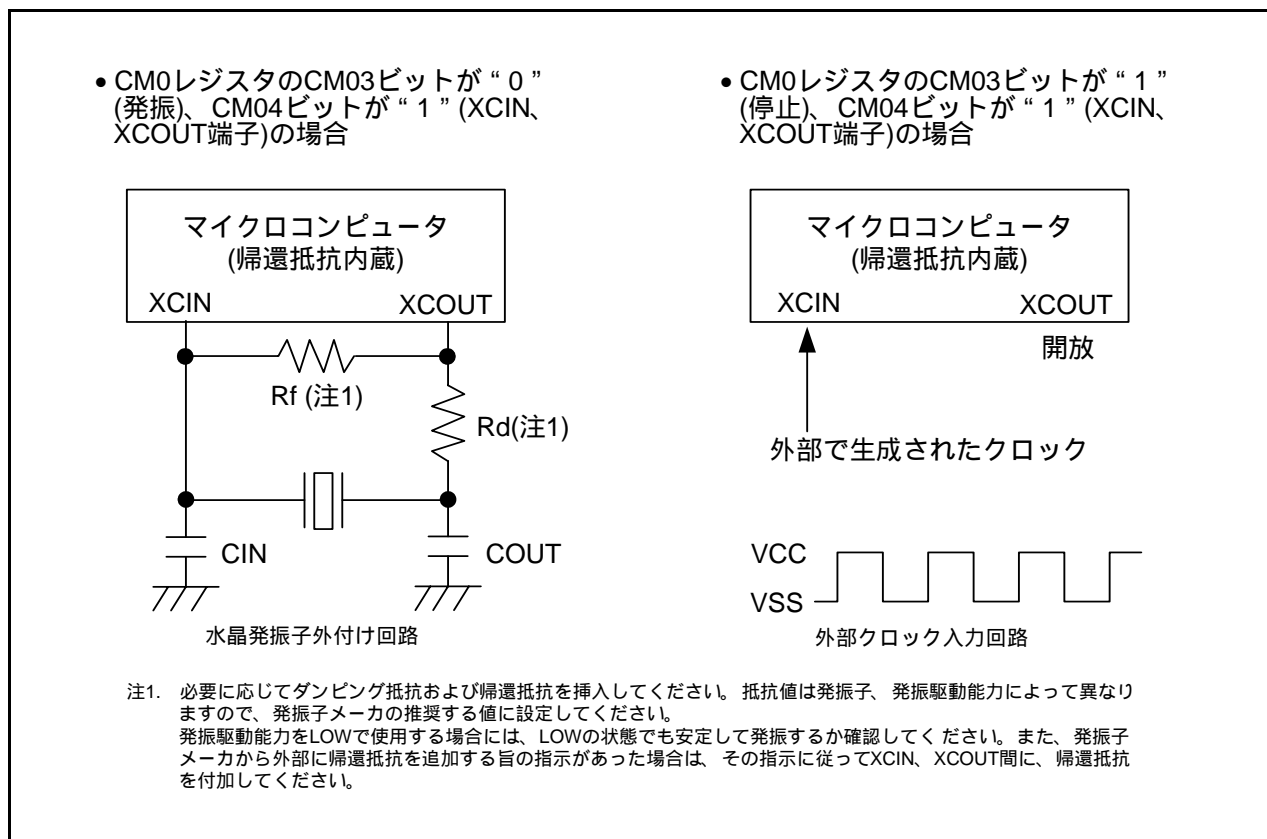 • CM0レジスタのCM03ビットが“ 0 ”
(発振)、CM04ビットが“ 1 ” (XCIN、
XCOUT端子)の場合
マイクロコンピュータ
(帰還抵抗内蔵)
XCIN XCOUT
Rf (注1)
Rd(注1)
CIN COUT
水晶発振子外付け回路
• CM0レジスタのCM03ビットが“ 1 ”
(停止)、CM04ビットが“ 1 ” (XCIN、
XCOUT端子)の場合
マイクロコンピュータ
(帰還抵抗内蔵)
XCIN XCOUT
開放
外部で生成されたクロック
VCC
VSS
外部クロック入力回路
注1. 必要に応じてダンピング抵抗および帰還抵抗を挿入してください。抵抗値は発振子、発振駆動能力によって異なり
ますので、発振子メーカの推奨する値に設定してください。
発振駆動能力をLOWで使用する場合には、LOWの状態でも安定して発振するか確認してください。また、発振子
メーカから外部に帰還抵抗を追加する旨の指示があった場合は、その指示に従ってXCIN、XCOUT間に、帰還抵抗
を付加してください。